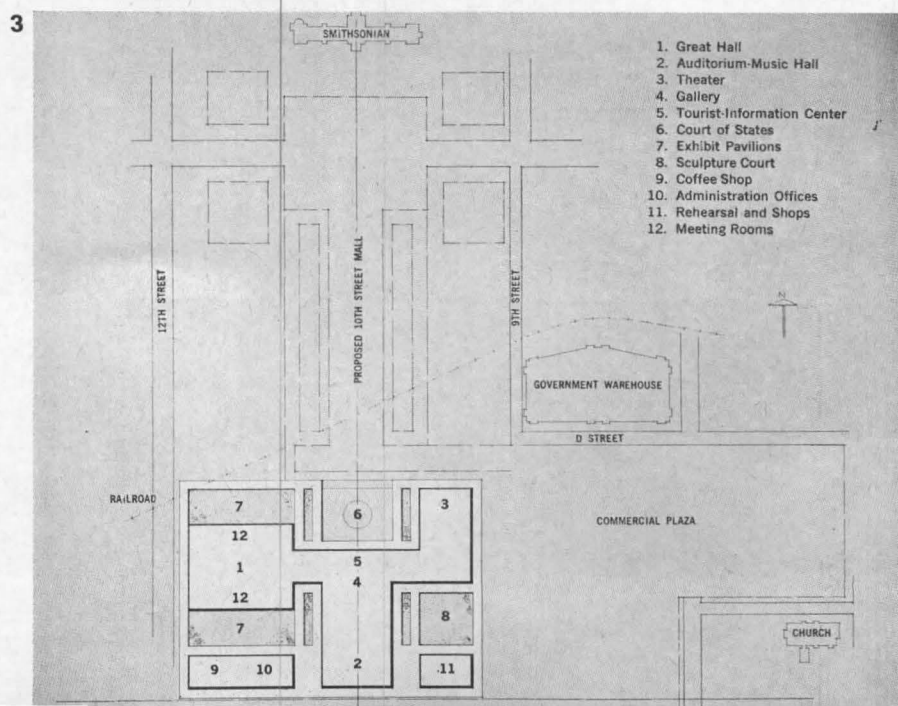 3
SMITHSONIAN
1. Great Hall
2. Auditorium-Music Hall
3. Theater
4. Gallery
5. Tourist-Information Center
6. Court of States
7. Exhibit Pavilions
8. Sculpture Court
9. Coffee Shop
10. Administration Offices
11. Rehearsal and Shops
12. Meeting Rooms
12TH STREET
PROPOSED 10TH STREET MALL
9TH STREET
N
GOVERNMENT WAREHOUSE
D STREET
RAILROAD
COMMERCIAL PLAZA
CHURCH
7
6
3
12
1
5
4
12
7
8
9 10
2
11